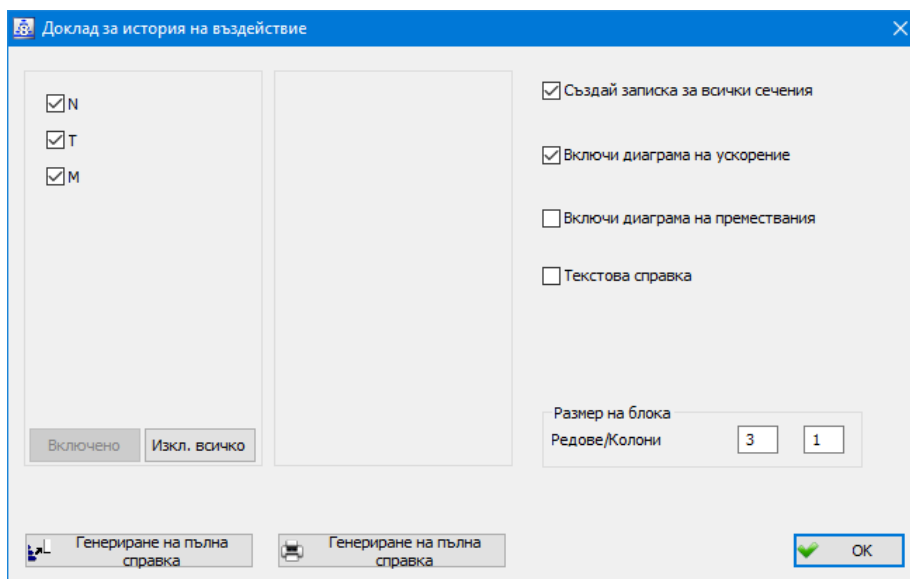 Доклад за история на въздействие
N
T
M
Включено
Изкл. всичко
Създай записка за всички сечения
Включи диаграма на ускорение
Включи диаграма на премествания
Текстова справка
Размер на блока
Редове/Колони
3
1
Генериране на пълна
справка
Генериране на пълна
справка
OK